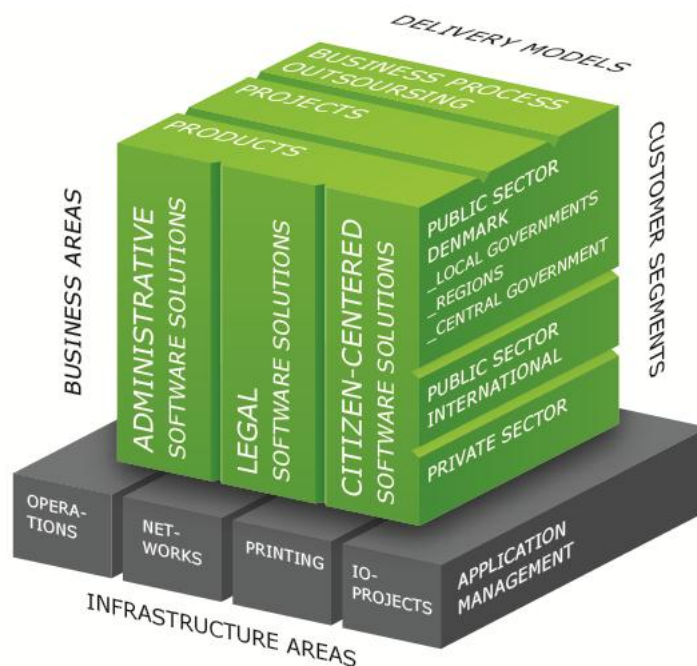 DELIVERY MODELS
BUSINESS PROCESS
OUTSOURSING
PROJECTS
PRODUCTS
BUSINESS AREAS
ADMINISTRATIVE
SOFTWARE SOLUTIONS
LEGAL
SOFTWARE SOLUTIONS
CITIZEN-CENTERED
SOFTWARE SOLUTIONS
CUSTOMER SEGMENTS
PUBLIC SECTOR
DENMARK
_LOCAL GOVERNMENTS
_REGIONS
_CENTRAL GOVERNMENT
PUBLIC SECTOR
INTERNATIONAL
PRIVATE SECTOR
OPERA-
TIONS
NET-
WORKS
PRINTING
IO-
PROJECTS
APPLICATION
MANAGEMENT
INFRASTRUCTURE AREAS